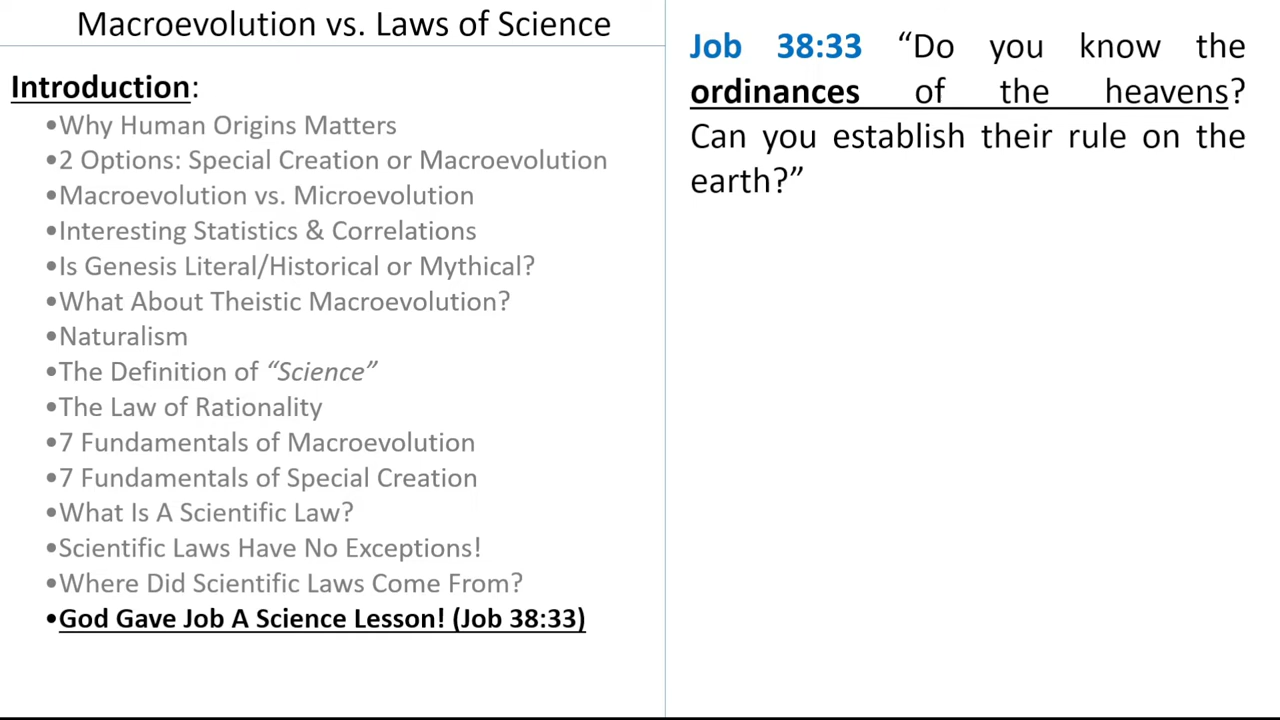 Macroevolution vs. Laws of Science
Introduction:
•Why Human Origins Matters
•2 Options: Special Creation or Macroevolution
•Macroevolution vs. Microevolution
•Interesting Statistics & Correlations
•Is Genesis Literal/Historical or Mythical?
•What About Theistic Macroevolution?
•Naturalism
•The Definition of “Science”
•The Law of Rationality
•7 Fundamentals of Macroevolution
•7 Fundamentals of Special Creation
•What Is A Scientific Law?
•Scientific Laws Have No Exceptions!
•Where Did Scientific Laws Come From?
•God Gave Job A Science Lesson! (Job 38:33)
Job 38:33 “Do you know the
ordinances of the heavens?
Can you establish their rule on the
earth?”